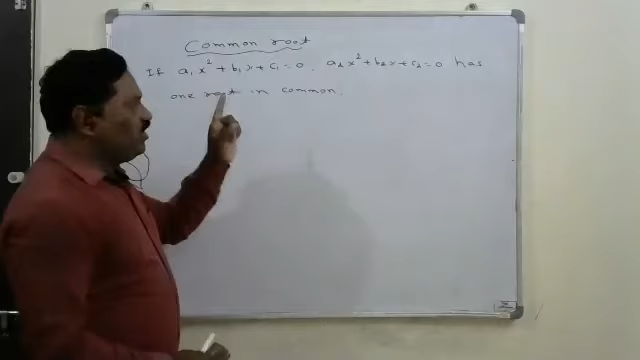 Common root
If a₁x² + b₁x + c₁ = 0, a₂x² + b₂x + c₂ = 0 has
one root in common.